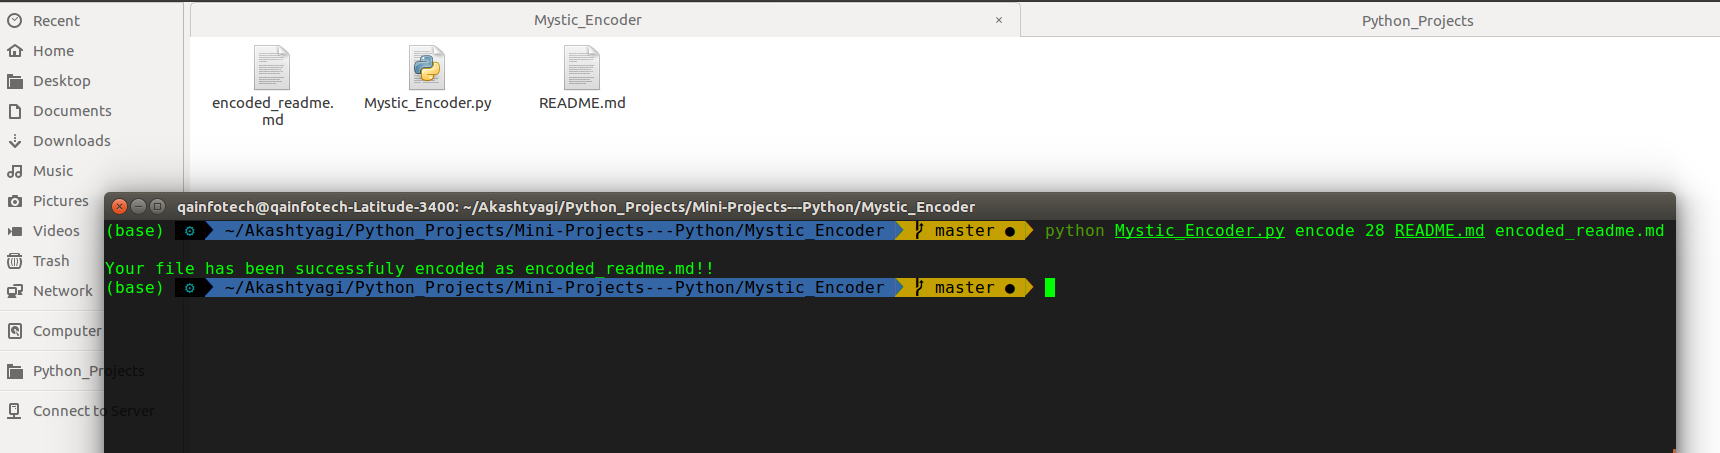 Recent
Home
Desktop
Documents
Downloads
Music
Pictures
Videos
Trash
Network
Computer
Python_Projects
Connect to Server
Mystic_Encoder ×
Python_Projects
encoded_readme.
md
Mystic_Encoder.py
README.md
qainfotech@qainfotech-Latitude-3400: ~/Akashtyagi/Python_Projects/Mini-Projects---Python/Mystic_Encoder
(base) ⚙ ~/Akashtyagi/Python_Projects/Mini-Projects---Python/Mystic_Encoder master ● python Mystic_Encoder.py encode 28 README.md encoded_readme.md
Your file has been successfuly encoded as encoded_readme.md!!
(base) ⚙ ~/Akashtyagi/Python_Projects/Mini-Projects---Python/Mystic_Encoder master ●